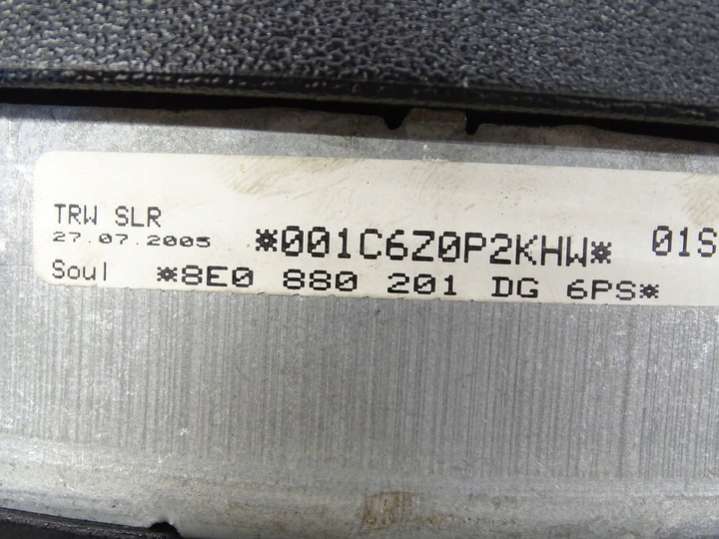 TRW SLR
27.07.2005 *001C6Z0P2KHW* 01S
Soul *8E0 880 201 DG 6PS*